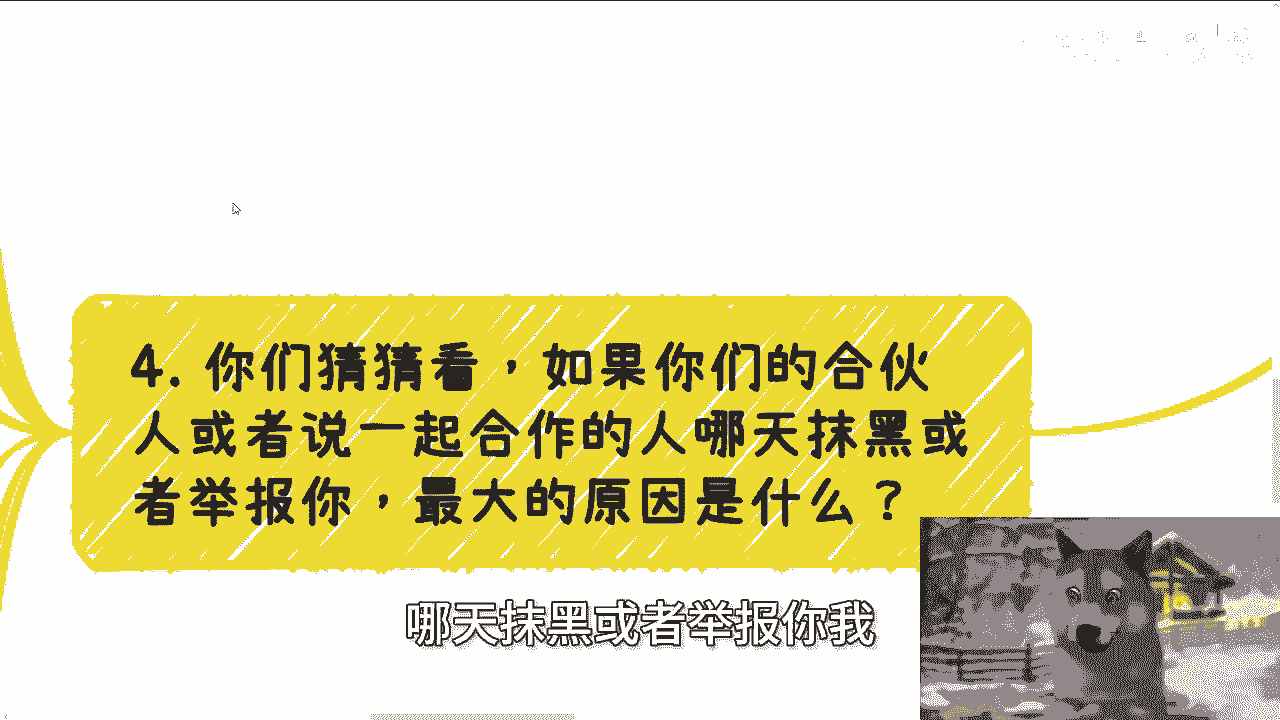 4. 你们猜猜看，如果你们的合伙
人或者说一起合作的人哪天抹黑或
者举报你，最大的原因是什么？
哪天抹黑或者举报你我